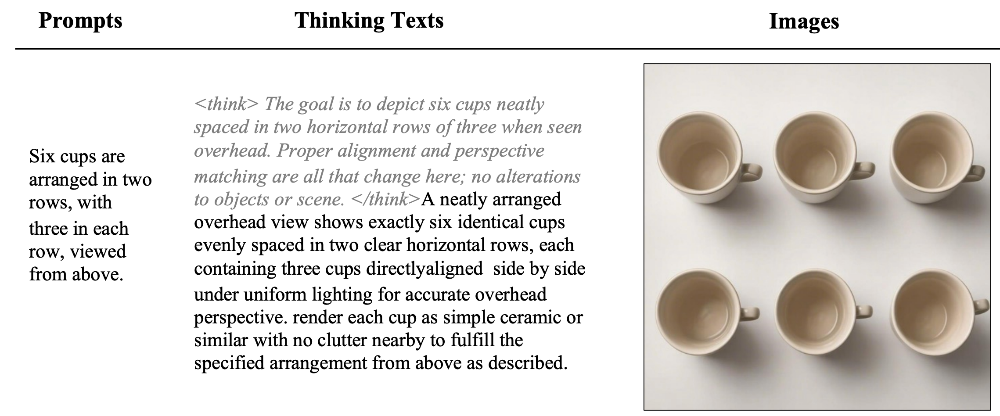 Prompts
Thinking Texts
Images
Six cups are
arranged in two
rows, with
three in each
row, viewed
from above.
<think> The goal is to depict six cups neatly
spaced in two horizontal rows of three when seen
overhead. Proper alignment and perspective
matching are all that change here; no alterations
to objects or scene. </think>A neatly arranged
overhead view shows exactly six identical cups
evenly spaced in two clear horizontal rows, each
containing three cups directlyaligned  side by side
under uniform lighting for accurate overhead
perspective. render each cup as simple ceramic or
similar with no clutter nearby to fulfill the
specified arrangement from above as described.